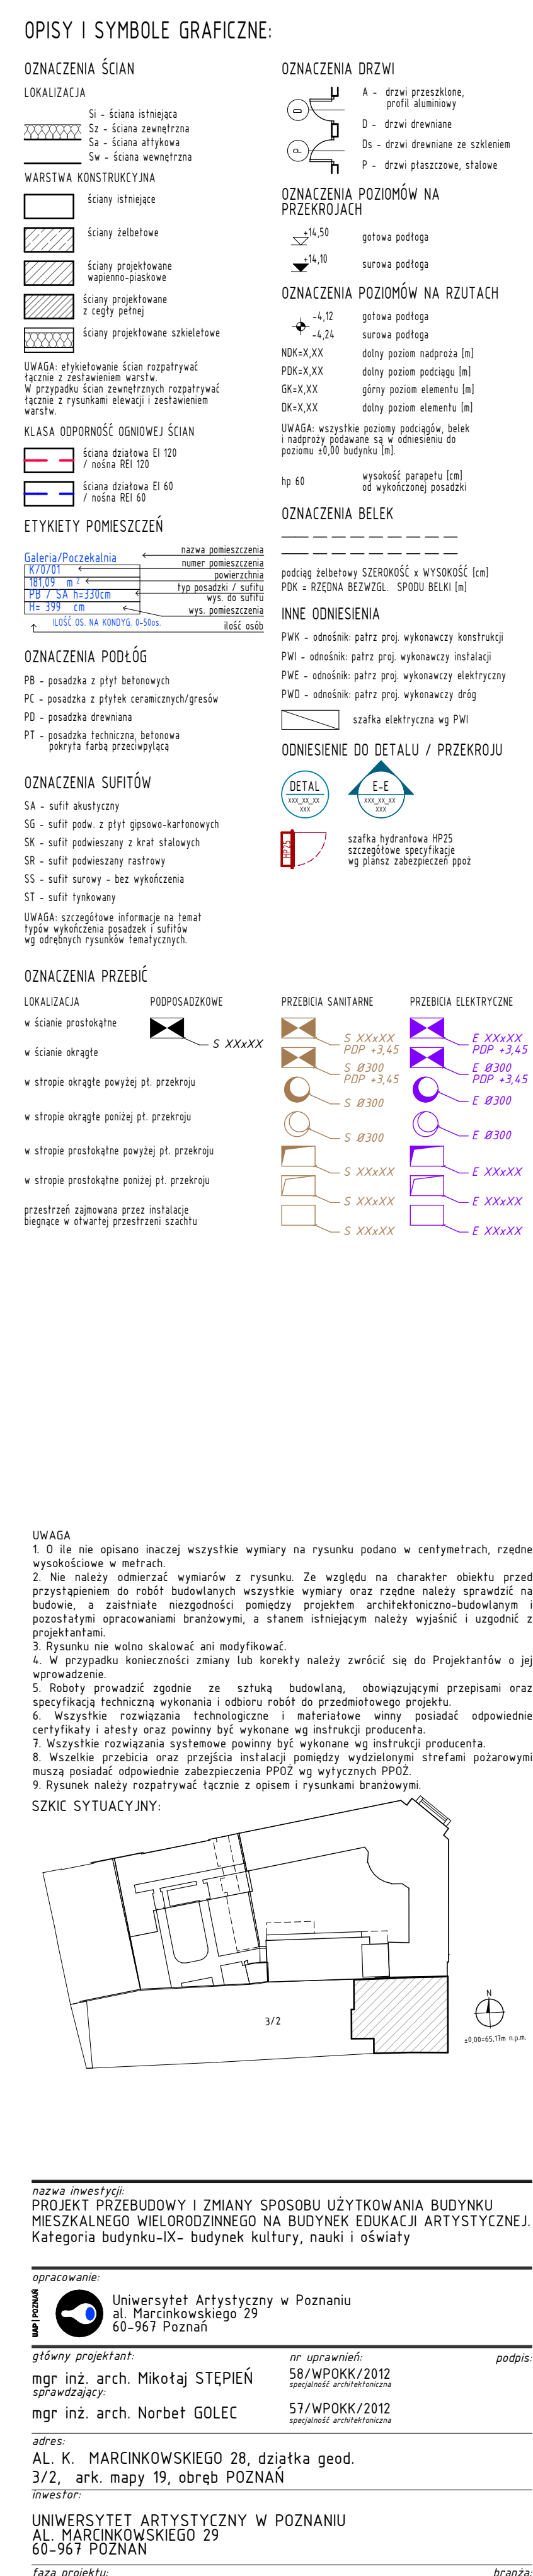 OPISY I SYMBOLE GRAFICZNE:
OZNACZENIA ŚCIAN
LOKALIZACJA
Si - ściana istniejąca
Sz - ściana zewnętrzna
Sa - ściana attykowa
Sw - ściana wewnętrzna
WARSTWA KONSTRUKCYJNA
ściany istniejące
ściany żelbetowe
ściany projektowane
wapienno-piaskowe
ściany projektowane
z cegły pełnej
ściany projektowane szkieletowe
UWAGA: etykietowanie ścian rozpatrywać
łącznie z zestawieniem warstw.
W przypadku ścian zewnętrznych rozpatrywać
łącznie z rysunkami elewacji i zestawieniem
warstw.
KLASA ODPORNOŚĆ OGNIOWEJ ŚCIAN
ściana działowa EI 120
/ nośna REI 120
ściana działowa EI 60
/ nośna REI 60
ETYKIETY POMIESZCZEŃ
Galeria/Poczekalnia
K/0/01
181,09 m²
PB / SA h=330cm
H= 399 cm
ILOŚĆ OS. NA KONDYG. 0-50os.
nazwa pomieszczenia
numer pomieszczenia
powierzchnia
typ posadzki / sufitu
wys. do sufitu
wys. pomieszczenia
ilość osób
OZNACZENIA PODŁÓG
PB - posadzka z płyt betonowych
PC - posadzka z płytek ceramicznych/gresów
PD - posadzka drewniana
PT - posadzka techniczna, betonowa
pokryta farbą przeciwpylącą
OZNACZENIA SUFITÓW
SA - sufit akustyczny
SG - sufit podw. z płyt gipsowo-kartonowych
SK - sufit podwieszany z krat stalowych
SR - sufit podwieszany rastrowy
SS - sufit surowy - bez wykończenia
ST - sufit tynkowany
UWAGA: szczegółowe informacje na temat
typów wykończenia posadzek i sufitów
wg odrębnych rysunków tematycznych.
OZNACZENIA DRZWI
D
P
A - drzwi przeszklone,
profil aluminiowy
D - drzwi drewniane
Ds - drzwi drewniane ze szkleniem
P - drzwi płaszczowe, stalowe
OZNACZENIA POZIOMÓW NA
PRZEKROJACH
+14,50 gotowa podłoga
+14,10 surowa podłoga
OZNACZENIA POZIOMÓW NA RZUTACH
-4,12 gotowa podłoga
-4,24 surowa podłoga
NDK=X,XX dolny poziom nadproża [m]
PDK=X,XX dolny poziom podciągu [m]
GK=X,XX górny poziom elementu [m]
DK=X,XX dolny poziom elementu [m]
UWAGA: wszystkie poziomy podciągów, belek
i nadproży podawane są w odniesieniu do
poziomu ±0,00 budynku [m].
hp 60 wysokość parapetu [cm]
od wykończonej posadzki
OZNACZENIA BELEK
podciąg żelbetowy SZEROKOŚĆ x WYSOKOŚĆ [cm]
PDK = RZĘDNA BEZWZGL. SPODU BELKI [m]
INNE ODNIESIENIA
PWK - odnośnik: patrz proj. wykonawczy konstrukcji
PWI - odnośnik: patrz proj. wykonawczy instalacji
PWE - odnośnik: patrz proj. wykonawczy elektryczny
PWD - odnośnik: patrz proj. wykonawczy dróg
szafka elektryczna wg PWI
ODNIESIENIE DO DETALU / PRZEKROJU
DETAL
xxx_xx_xx
xxx
E-E
xxx_xx_xx
xxx
HP25
szafka hydrantowa HP25
szczegółowe specyfikacje
wg plansz zabezpieczeń ppoż
OZNACZENIA PRZEBIĆ
LOKALIZACJA PODPOSADZKOWE PRZEBICIA SANITARNE PRZEBICIA ELEKTRYCZNE
w ścianie prostokątne
w ścianie okrągłe
w stropie okrągłe powyżej pł. przekroju
w stropie okrągłe poniżej pł. przekroju
w stropie prostokątne powyżej pł. przekroju
w stropie prostokątne poniżej pł. przekroju
przestrzeń zajmowana przez instalacje
biegnące w otwartej przestrzeni szachtu
S XXxXX
S XXxXX
PDP +3,45
S Ø300
PDP +3,45
S Ø300
S Ø300
S XXxXX
S XXxXX
S XXxXX
E XXxXX
PDP +3,45
E Ø300
PDP +3,45
E Ø300
E Ø300
E XXxXX
E XXxXX
E XXxXX
UWAGA
1. O ile nie opisano inaczej wszystkie wymiary na rysunku podano w centymetrach, rzędne
wysokościowe w metrach.
2. Nie należy odmierzać wymiarów z rysunku. Ze względu na charakter obiektu przed
przystąpieniem do robót budowlanych wszystkie wymiary oraz rzędne należy sprawdzić na
budowie, a zaistniałe niezgodności pomiędzy projektem architektoniczno-budowlanym i
pozostałymi opracowaniami branżowymi, a stanem istniejącym należy wyjaśnić i uzgodnić z
projektantami.
3. Rysunku nie wolno skalować ani modyfikować.
4. W przypadku konieczności zmiany lub korekty należy zwrócić się do Projektantów o jej
wprowadzenie.
5. Roboty prowadzić zgodnie ze sztuką budowlaną, obowiązującymi przepisami oraz
specyfikacją techniczną wykonania i odbioru robót do przedmiotowego projektu.
6. Wszystkie rozwiązania technologiczne i materiałowe winny posiadać odpowiednie
certyfikaty i atesty oraz powinny być wykonane wg instrukcji producenta.
7. Wszystkie rozwiązania systemowe powinny być wykonane wg instrukcji producenta.
8. Wszelkie przebicia oraz przejścia instalacji pomiędzy wydzielonymi strefami pożarowymi
muszą posiadać odpowiednie zabezpieczenia PPOŻ wg wytycznych PPOŻ.
9. Rysunek należy rozpatrywać łącznie z opisem i rysunkami branżowymi.
SZKIC SYTUACYJNY:
3/2
N
±0,00=65,17m n.p.m.
nazwa inwestycji:
PROJEKT PRZEBUDOWY I ZMIANY SPOSOBU UŻYTKOWANIA BUDYNKU
MIESZKALNEGO WIELORODZINNEGO NA BUDYNEK EDUKACJI ARTYSTYCZNEJ.
Kategoria budynku-IX- budynek kultury, nauki i oświaty
opracowanie:
UAP | POZNAŃ
Uniwersytet Artystyczny w Poznaniu
al. Marcinkowskiego 29
60-967 Poznań
główny projektant: nr uprawnień: podpis:
mgr inż. arch. Mikołaj STĘPIEŃ 58/WPOKK/2012
specjalność architektoniczna
sprawdzający:
mgr inż. arch. Norbet GOLEC 57/WPOKK/2012
specjalność architektoniczna
adres:
AL. K. MARCINKOWSKIEGO 28, działka geod.
3/2, ark. mapy 19, obręb POZNAŃ
inwestor:
UNIWERSYTET ARTYSTYCZNY W POZNANIU
AL. MARCINKOWSKIEGO 29
60-967 POZNAŃ
faza projektu: branża: